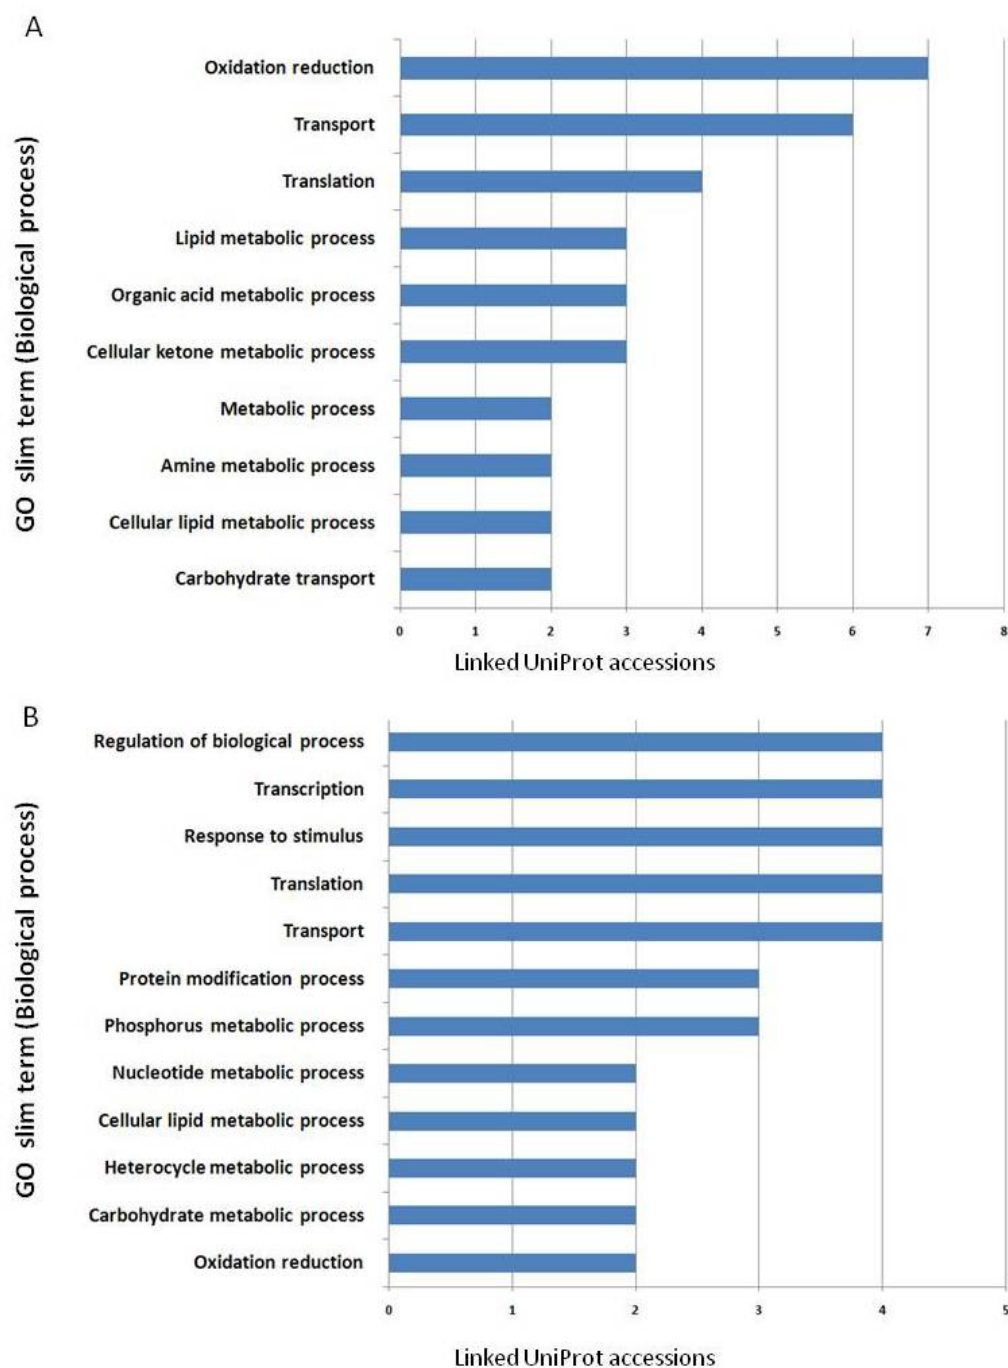 A
GO slim term (Biological process)
Oxidation reduction
Transport
Translation
Lipid metabolic process
Organic acid metabolic process
Cellular ketone metabolic process
Metabolic process
Amine metabolic process
Cellular lipid metabolic process
Carbohydrate transport
0 1 2 3 4 5 6 7 8
Linked UniProt accessions
B
GO slim term (Biological process)
Regulation of biological process
Transcription
Response to stimulus
Translation
Transport
Protein modification process
Phosphorus metabolic process
Nucleotide metabolic process
Cellular lipid metabolic process
Heterocycle metabolic process
Carbohydrate metabolic process
Oxidation reduction
0 1 2 3 4 5
Linked UniProt accessions